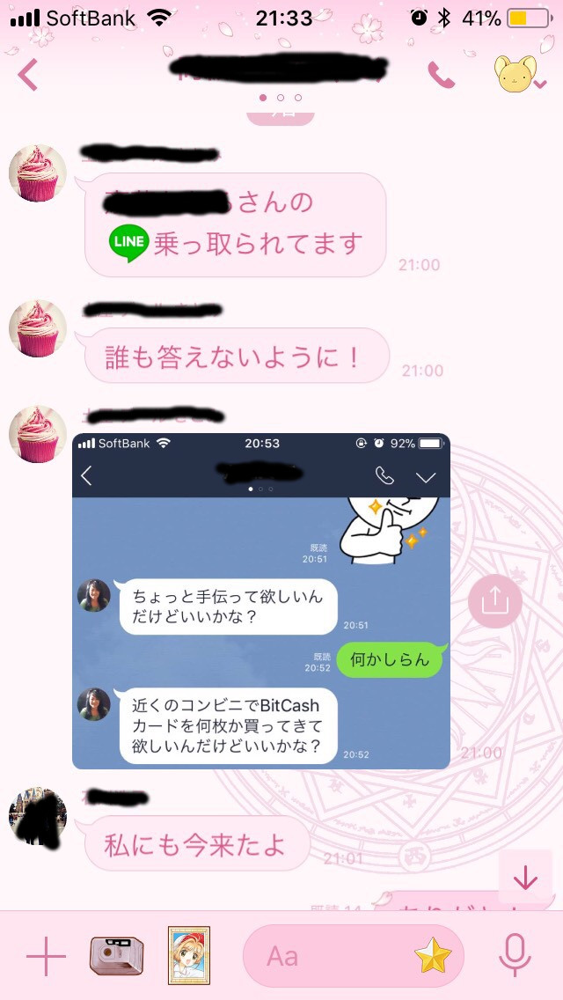 SoftBank 21:33 41%
21:00
さんの
LINE 乗っ取られてます
誰も答えないように!
21:00
SoftBank 20:53 92%
既読
20:51
ちょっと手伝って欲しいん
だけどいいかな?
20:51
既読
20:52
何かしらん
近くのコンビニでBitCash
カードを何枚か買ってきて
欲しいんだけどいいかな?
20:52
21:00
私にも今来たよ
21:01
西
既読 14
Aa